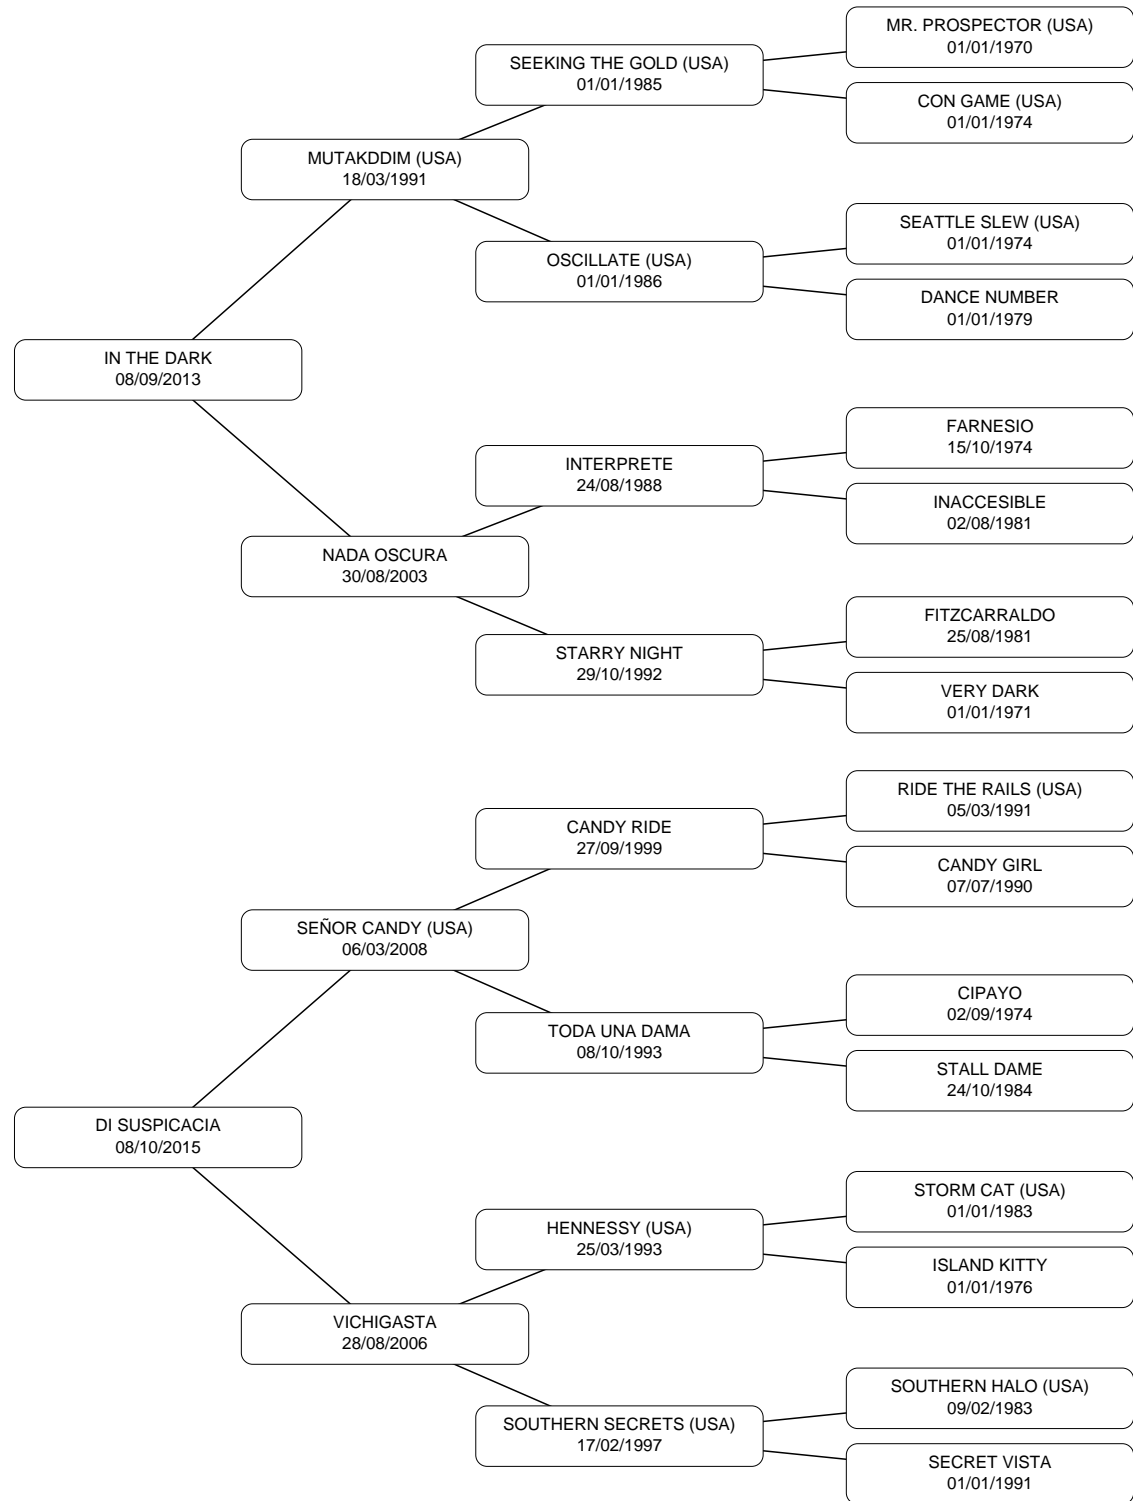 MR. PROSPECTOR (USA)
01/01/1970
SEEKING THE GOLD (USA)
01/01/1985
CON GAME (USA)
01/01/1974
MUTAKDDIM (USA)
18/03/1991
SEATTLE SLEW (USA)
01/01/1974
OSCILLATE (USA)
01/01/1986
DANCE NUMBER
01/01/1979
IN THE DARK
08/09/2013
FARNESIO
15/10/1974
INTERPRETE
24/08/1988
INACCESIBLE
02/08/1981
NADA OSCURA
30/08/2003
FITZCARRALDO
25/08/1981
STARRY NIGHT
29/10/1992
VERY DARK
01/01/1971
RIDE THE RAILS (USA)
05/03/1991
CANDY RIDE
27/09/1999
CANDY GIRL
07/07/1990
SEÑOR CANDY (USA)
06/03/2008
CIPAYO
02/09/1974
TODA UNA DAMA
08/10/1993
STALL DAME
24/10/1984
DI SUSPICACIA
08/10/2015
STORM CAT (USA)
01/01/1983
HENNESSY (USA)
25/03/1993
ISLAND KITTY
01/01/1976
VICHIGASTA
28/08/2006
SOUTHERN HALO (USA)
09/02/1983
SOUTHERN SECRETS (USA)
17/02/1997
SECRET VISTA
01/01/1991